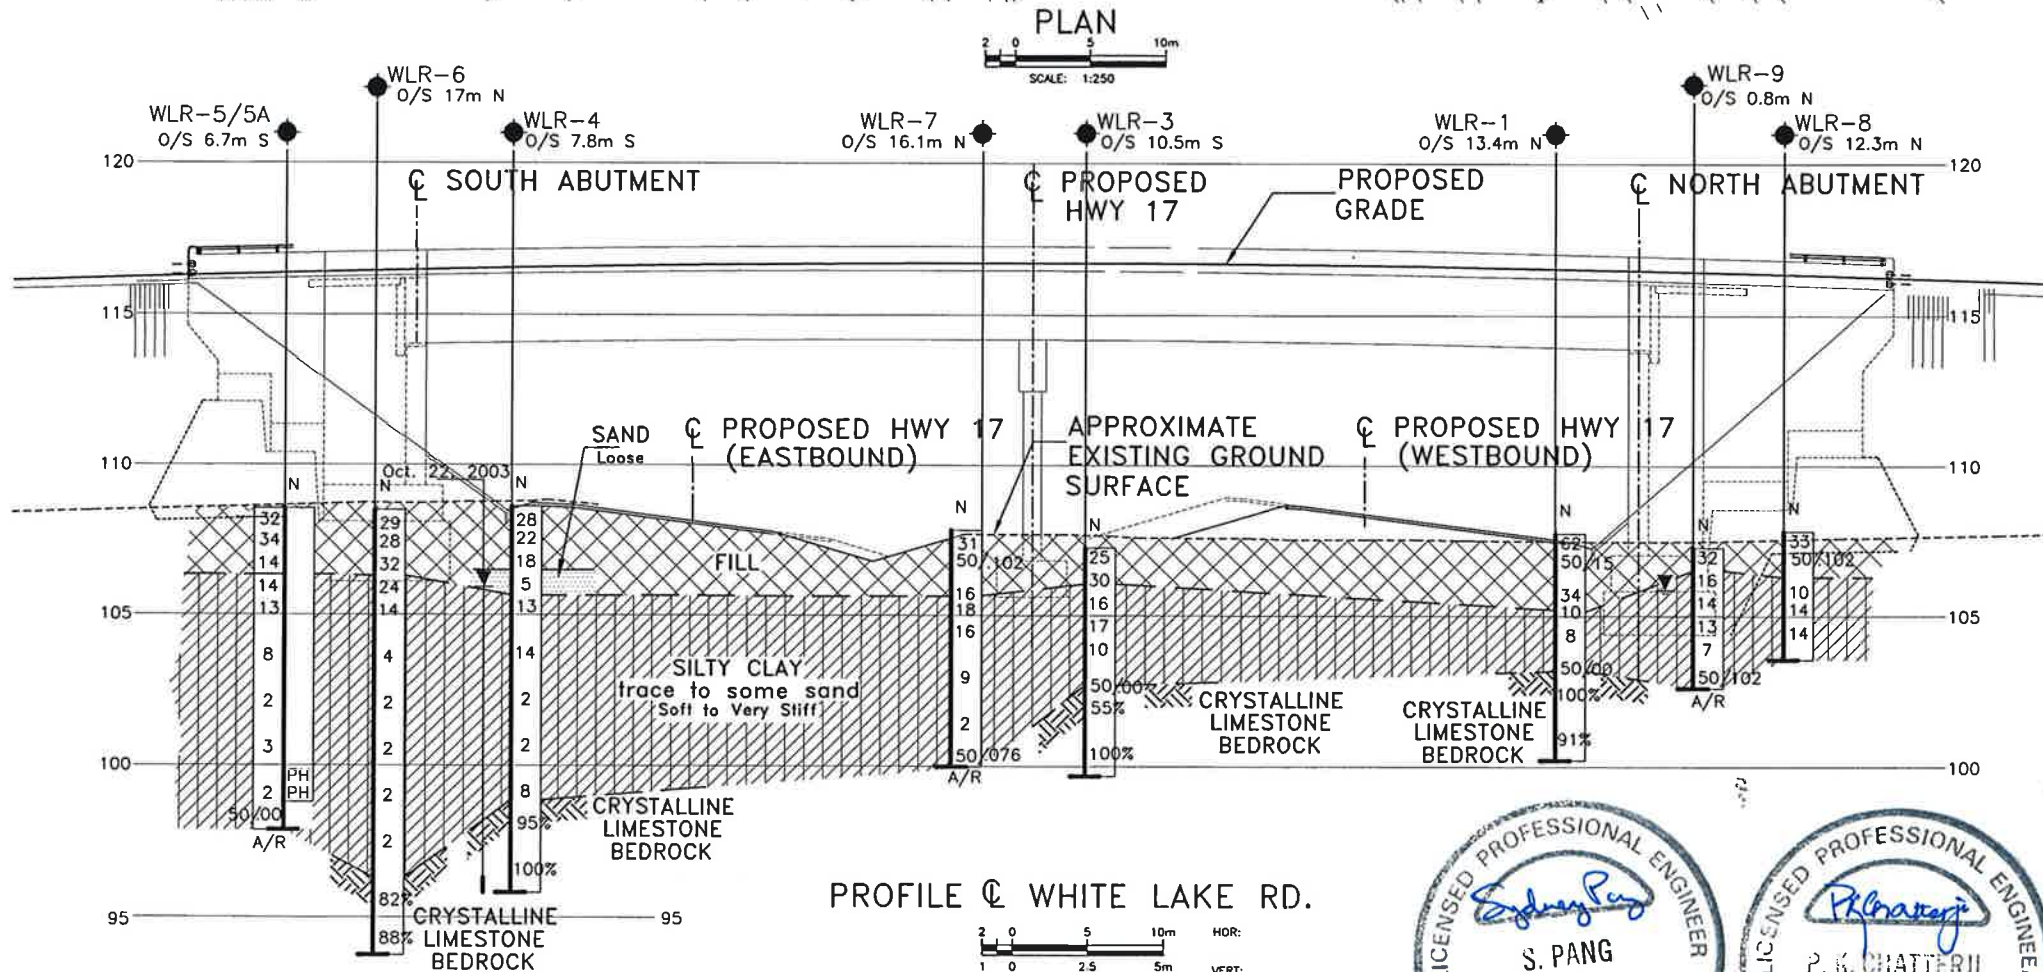 PLAN
2 0 5 10m
SCALE: 1:250
WLR-6
O/S 17m N
WLR-9
O/S 0.8m N
WLR-5/5A
O/S 6.7m S
WLR-4
O/S 7.8m S
WLR-7
O/S 16.1m N
WLR-3
O/S 10.5m S
WLR-1
O/S 13.4m N
WLR-8
O/S 12.3m N
120
120
℄ SOUTH ABUTMENT
℄ PROPOSED
HWY 17
PROPOSED
GRADE
℄ NORTH ABUTMENT
115
115
SAND
Loose
℄ PROPOSED HWY 17
(EASTBOUND)
APPROXIMATE
EXISTING GROUND
SURFACE
℄ PROPOSED HWY 17
(WESTBOUND)
110
110
Oct. 22, 2003
N
32
34
14
14
13
8
2
3
2
50/.00
A/R
PH
PH
N
29
28
32
24
14
4
2
2
2
2
82%
88%
N
28
22
18
5
13
14
2
2
8
95%
100%
FILL
SILTY CLAY
trace to some sand
Soft to Very Stiff
N
31
50/.102
16
18
16
9
2
50/.076
A/R
N
25
30
16
17
10
50/.00
55%
100%
N
62
50/.15
34
10
8
50/.00
100%
91%
N
32
16
14
13
7
50/.102
A/R
N
33
50/.102
10
14
14
105
105
CRYSTALLINE
LIMESTONE
BEDROCK
CRYSTALLINE
LIMESTONE
BEDROCK
100
100
CRYSTALLINE
LIMESTONE
BEDROCK
95
95
CRYSTALLINE
LIMESTONE
BEDROCK
PROFILE ℄ WHITE LAKE RD.
2 0 5 10m HOR:
1 0 2.5 5m VERT:
LICENSED PROFESSIONAL ENGINEER
Sydney Pang
S. PANG
LICENSED PROFESSIONAL ENGINEE
P. K. CHATTERJI